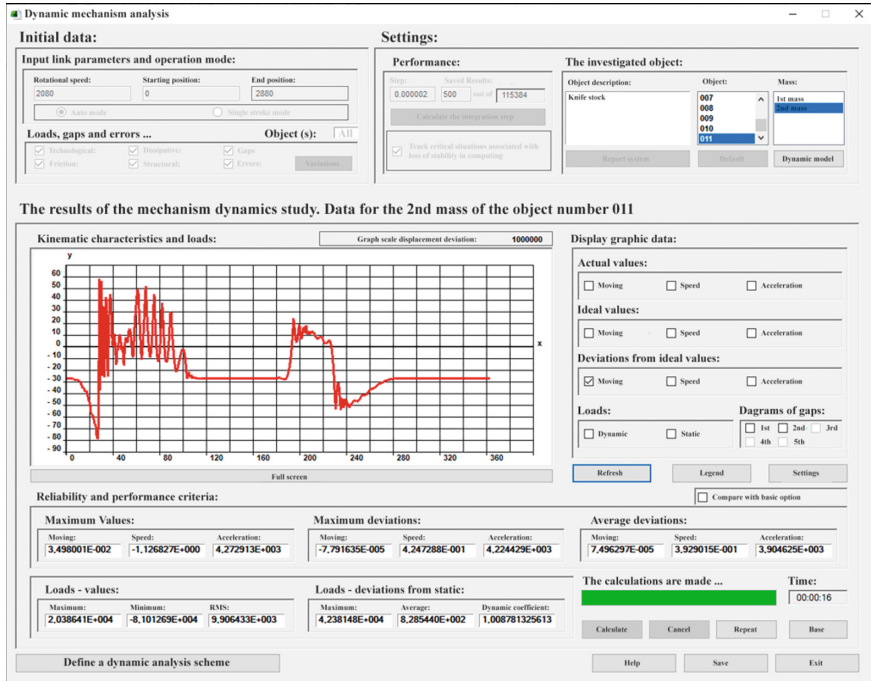 Dynamic mechanism analysis
Initial data:
Settings:
Input link parameters and operation mode:
Rotational speed: Starting position: End position:
2080 0 2880
Auto mode Single stroke mode
Loads, gaps and errors ... Object (s): All
Technological: Dissipative: Gaps
Friction: Structural: Errors: Variations
Performance:
Step: Saved Results:
0.000002 500 out of 115384
Calculate the integration step
Track critical situations associated with
loss of stability in computing
The investigated object:
Object description: Object: Mass:
Knife stock
007
008
009
010
011
1st mass
2nd mass
Report system Default Dynamic model
The results of the mechanism dynamics study. Data for the 2nd mass of the object number 011
Kinematic characteristics and loads:
Graph scale displacement deviation: 1000000
y
60
50
40
30
20
10
0
- 10
- 20
- 30
- 40
- 50
- 60
- 70
- 80
- 90
x
0 40 80 120 160 200 240 280 320 360
Full screen
Display graphic data:
Actual values:
Moving Speed Acceleration
Ideal values:
Moving Speed Acceleration
Deviations from ideal values:
Moving Speed Acceleration
Loads: Dagrams of gaps:
Dynamic Static
1st 2nd 3rd
4th 5th
Refresh Legend Settings
Compare with basic option
Reliability and performance criteria:
Maximum Values:
Moving: Speed: Acceleration:
3,498001E-002 -1,126827E+000 4,272913E+003
Maximum deviations:
Moving: Speed: Acceleration:
-7,791635E-005 4,247288E-001 4,224429E+003
Average deviations:
Moving: Speed: Acceleration:
7,496297E-005 3,929015E-001 3,904625E+003
Loads - values:
Maximum: Minimum: RMS:
2,038641E+004 -8,101269E+004 9,906433E+003
Loads - deviations from static:
Maximum: Average: Dynamic coefficient:
4,238148E+004 8,285440E+002 1,008781325613
The calculations are made ... Time:
00:00:16
Calculate Cancel Repeat Base
Define a dynamic analysis scheme
Help Save Exit